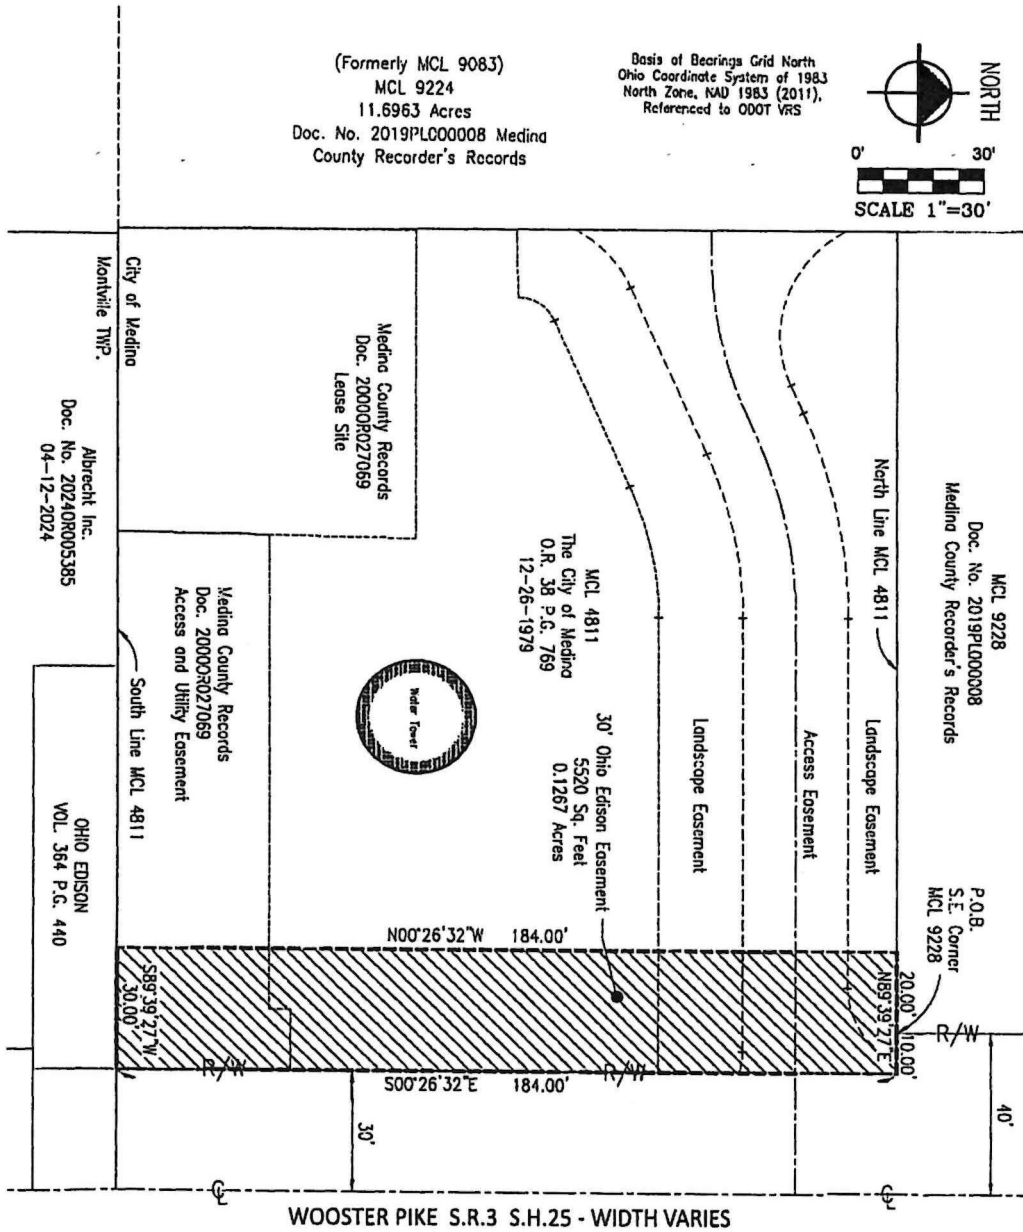 (Formerly MCL 9083)
MCL 9224
11.6963 Acres
Doc. No. 2019PLC00008 Medina
County Recorder's Records
Basis of Bearings Grid North
Ohio Coordinate System of 1983
North Zone, NAD 1983 (2011),
Referenced to ODOT VRS
NORTH
0' 30'
SCALE 1"=30'
City of Medina
Montville TWP.
Albrecht Inc.
Doc. No. 2024OR005385
04-12-2024
Medina County Records
Doc. 2000OR027069
Lease Site
North Line MCL 4811
MCL 9228
Doc. No. 2019PL000008
Medina County Recorder's Records
MCL 4811
The City of Medina
O.R. 38 P.G. 769
12-26-1979
Medina County Records
Doc. 2000OR027069
Access and Utility Easement
South Line MCL 4811
Water Tower
30' Ohio Edison Easement
5520 Sq. Feet
0.1267 Acres
Landscape Easement
Access Easement
Landscape Easement
OHIO EDISON
VOL. 364 P.G. 440
P.O.B.
S.E. Corner
MCL 9228
N00°26'32"W 184.00'
S89°39'27"W
30.00'
20.00' 10.00'
N89°39'27"E
R/W
R/W
R/W
S00°26'32"E 184.00'
30'
40'
CL
CL
WOOSTER PIKE S.R.3 S.H.25 - WIDTH VARIES